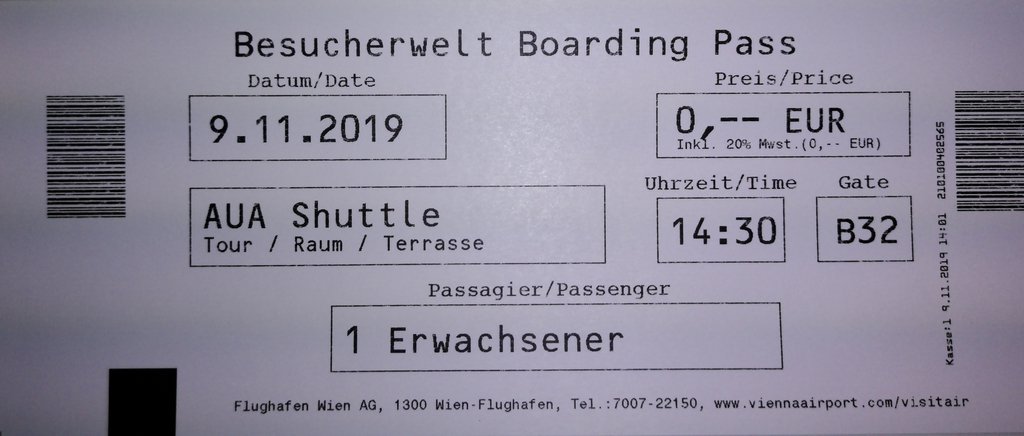 Besucherwelt Boarding Pass
Datum/Date
Preis/Price
9.11.2019
0,-- EUR
Inkl. 20% Mwst.(0,-- EUR)
Uhrzeit/Time
Gate
AUA Shuttle
Tour / Raum / Terrasse
14:30
B32
Passagier/Passenger
1 Erwachsener
Flughafen Wien AG, 1300 Wien-Flughafen, Tel.:7007-22150, www.viennaairport.com/visitair
Kasse:1 9.11.2019 14:01 210100402565